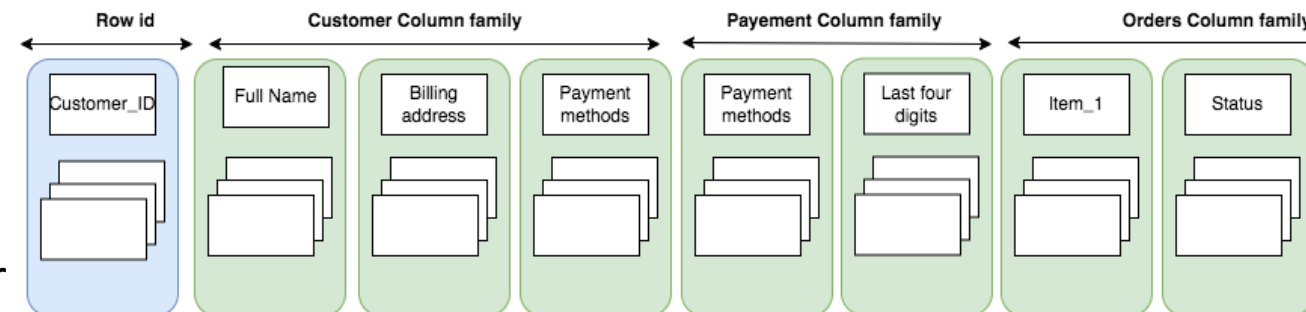 Row id
Customer Column family
Payement Column family
Orders Column family
Customer_ID
Full Name
Billing
address
Payment
methods
Payment
methods
Last four
digits
Item_1
Status
r